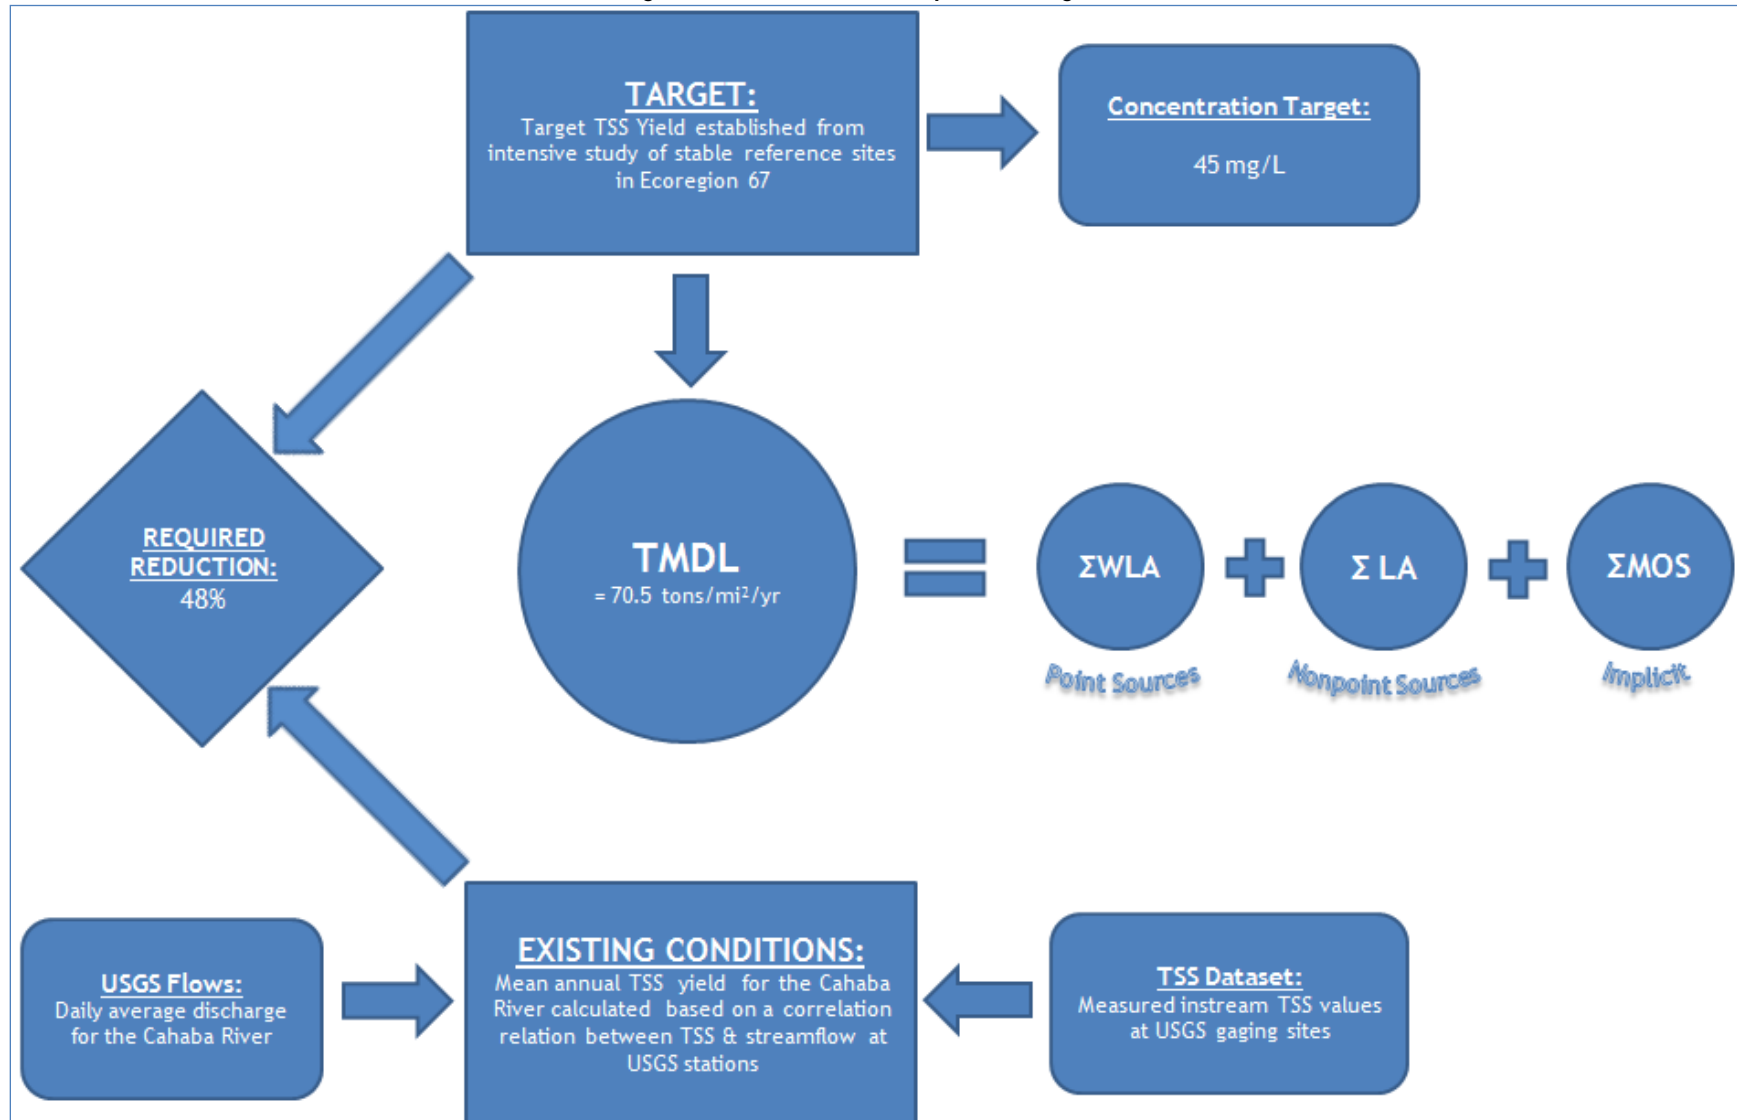 TARGET:
Target TSS Yield established from
intensive study of stable reference sites
in Ecoregion 67
Concentration Target:
45 mg/L
REQUIRED
REDUCTION:
48%
TMDL
= 70.5 tons/mi²/yr
ΣWLA
Σ LA
ΣMOS
Point Sources
Nonpoint Sources
Implicit
USGS Flows:
Daily average discharge
for the Cahaba River
EXISTING CONDITIONS:
Mean annual TSS yield for the Cahaba
River calculated based on a correlation
relation between TSS & streamflow at
USGS stations
TSS Dataset:
Measured instream TSS values
at USGS gaging sites